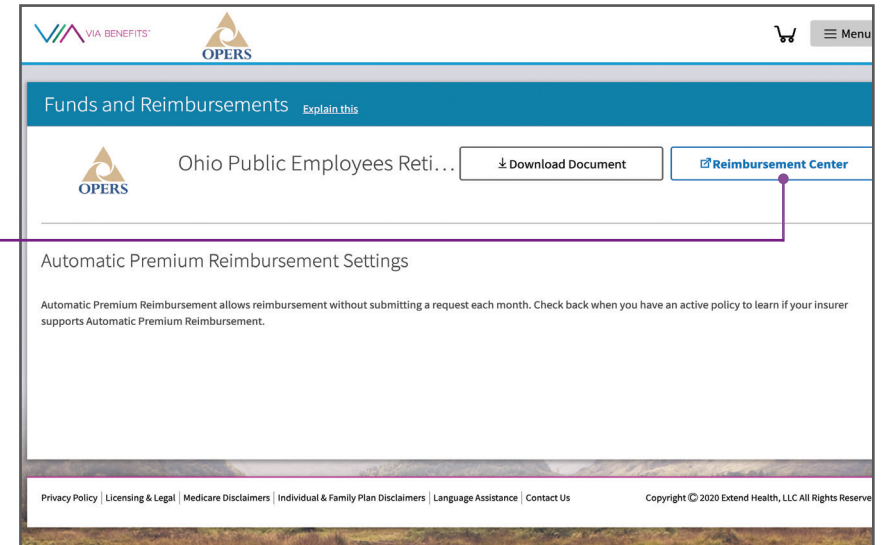 VIA BENEFITS™
OPERS
Menu
Funds and Reimbursements Explain this
OPERS
Ohio Public Employees Reti...
Download Document
Reimbursement Center
Automatic Premium Reimbursement Settings
Automatic Premium Reimbursement allows reimbursement without submitting a request each month. Check back when you have an active policy to learn if your insurer
supports Automatic Premium Reimbursement.
Privacy Policy | Licensing & Legal | Medicare Disclaimers | Individual & Family Plan Disclaimers | Language Assistance | Contact Us
Copyright © 2020 Extend Health, LLC All Rights Reserve